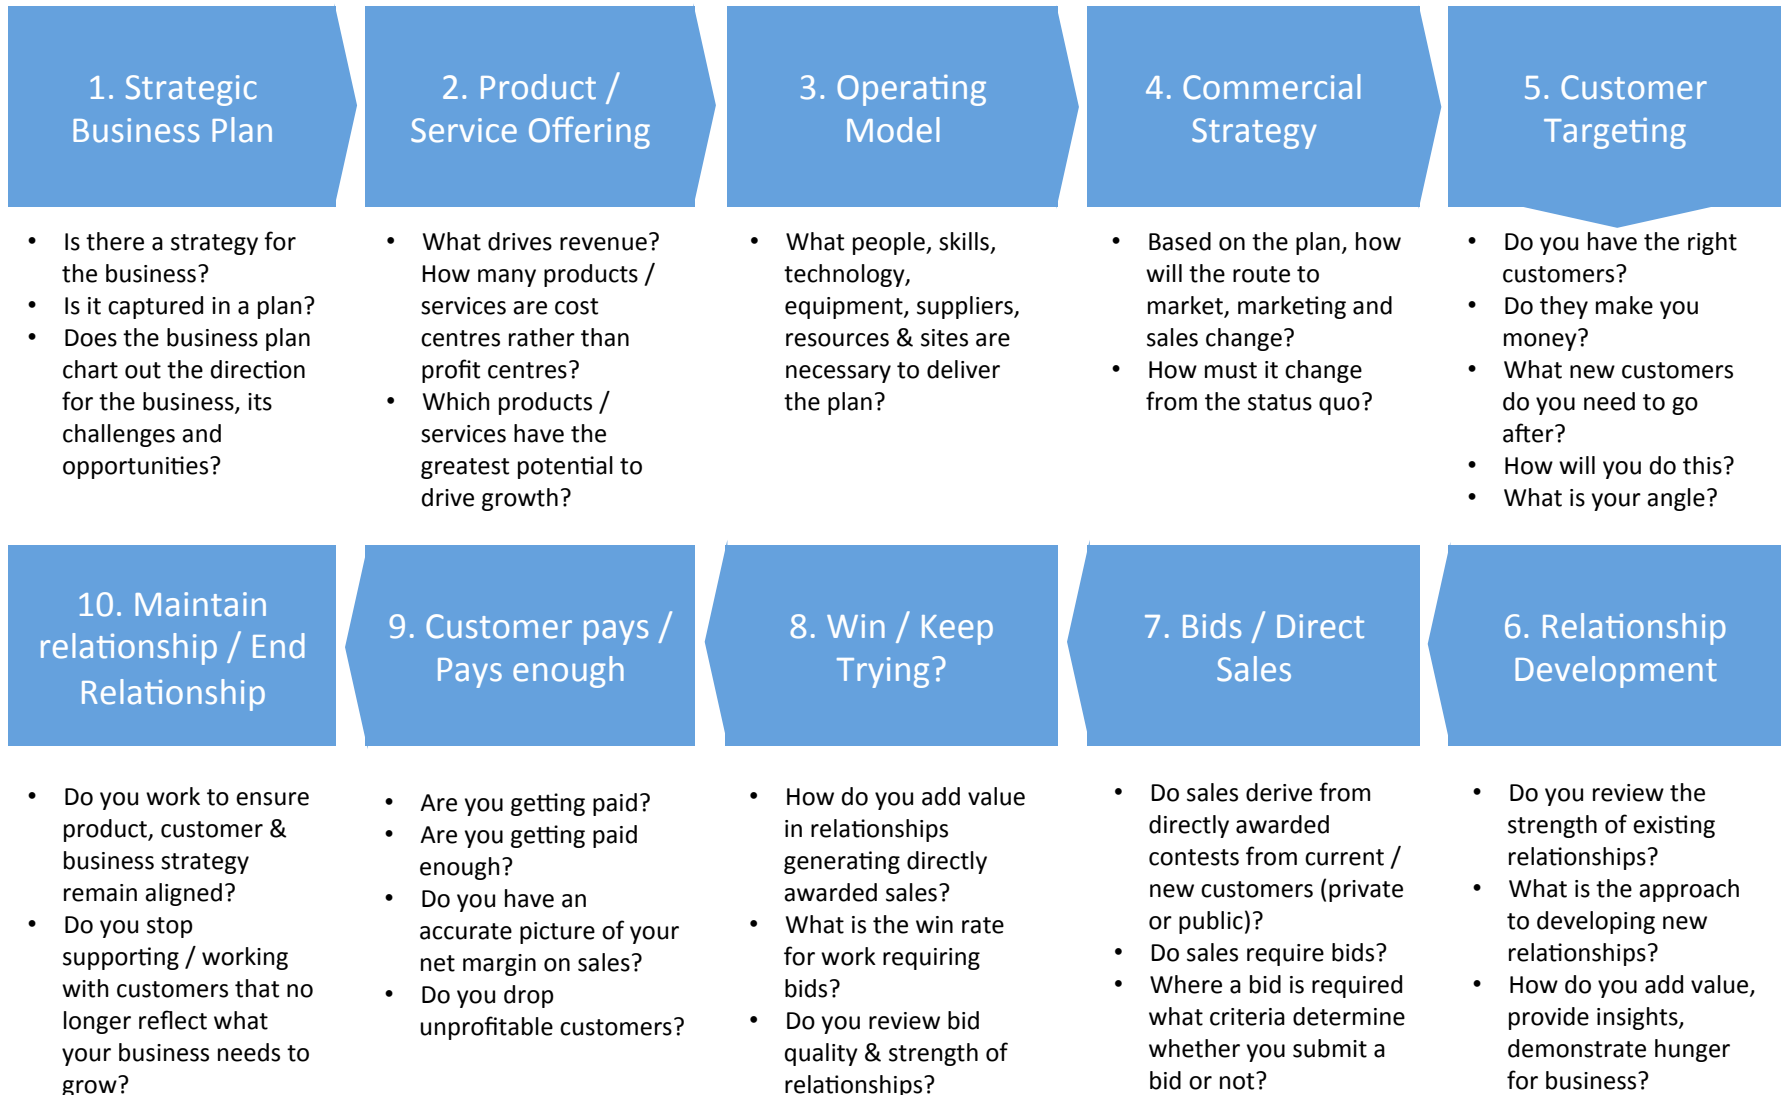 1. Strategic
Business Plan
• Is there a strategy for
the business?
• Is it captured in a plan?
• Does the business plan
chart out the direction
for the business, its
challenges and
opportunities?
2. Product /
Service Offering
• What drives revenue?
How many products /
services are cost
centres rather than
profit centres?
• Which products /
services have the
greatest potential to
drive growth?
3. Operating
Model
• What people, skills,
technology,
equipment, suppliers,
resources & sites are
necessary to deliver
the plan?
4. Commercial
Strategy
• Based on the plan, how
will the route to
market, marketing and
sales change?
• How must it change
from the status quo?
5. Customer
Targeting
• Do you have the right
customers?
• Do they make you
money?
• What new customers
do you need to go
after?
• How will you do this?
• What is your angle?
6. Relationship
Development
• Do you review the
strength of existing
relationships?
• What is the approach
to developing new
relationships?
• How do you add value,
provide insights,
demonstrate hunger
for business?
7. Bids / Direct
Sales
• Do sales derive from
directly awarded
contests from current /
new customers (private
or public)?
• Do sales require bids?
• Where a bid is required
what criteria determine
whether you submit a
bid or not?
8. Win / Keep
Trying?
• How do you add value
in relationships
generating directly
awarded sales?
• What is the win rate
for work requiring
bids?
• Do you review bid
quality & strength of
relationships?
9. Customer pays /
Pays enough
• Are you getting paid?
• Are you getting paid
enough?
• Do you have an
accurate picture of your
net margin on sales?
• Do you drop
unprofitable customers?
10. Maintain
relationship / End
Relationship
• Do you work to ensure
product, customer &
business strategy
remain aligned?
• Do you stop
supporting / working
with customers that no
longer reflect what
your business needs to
grow?